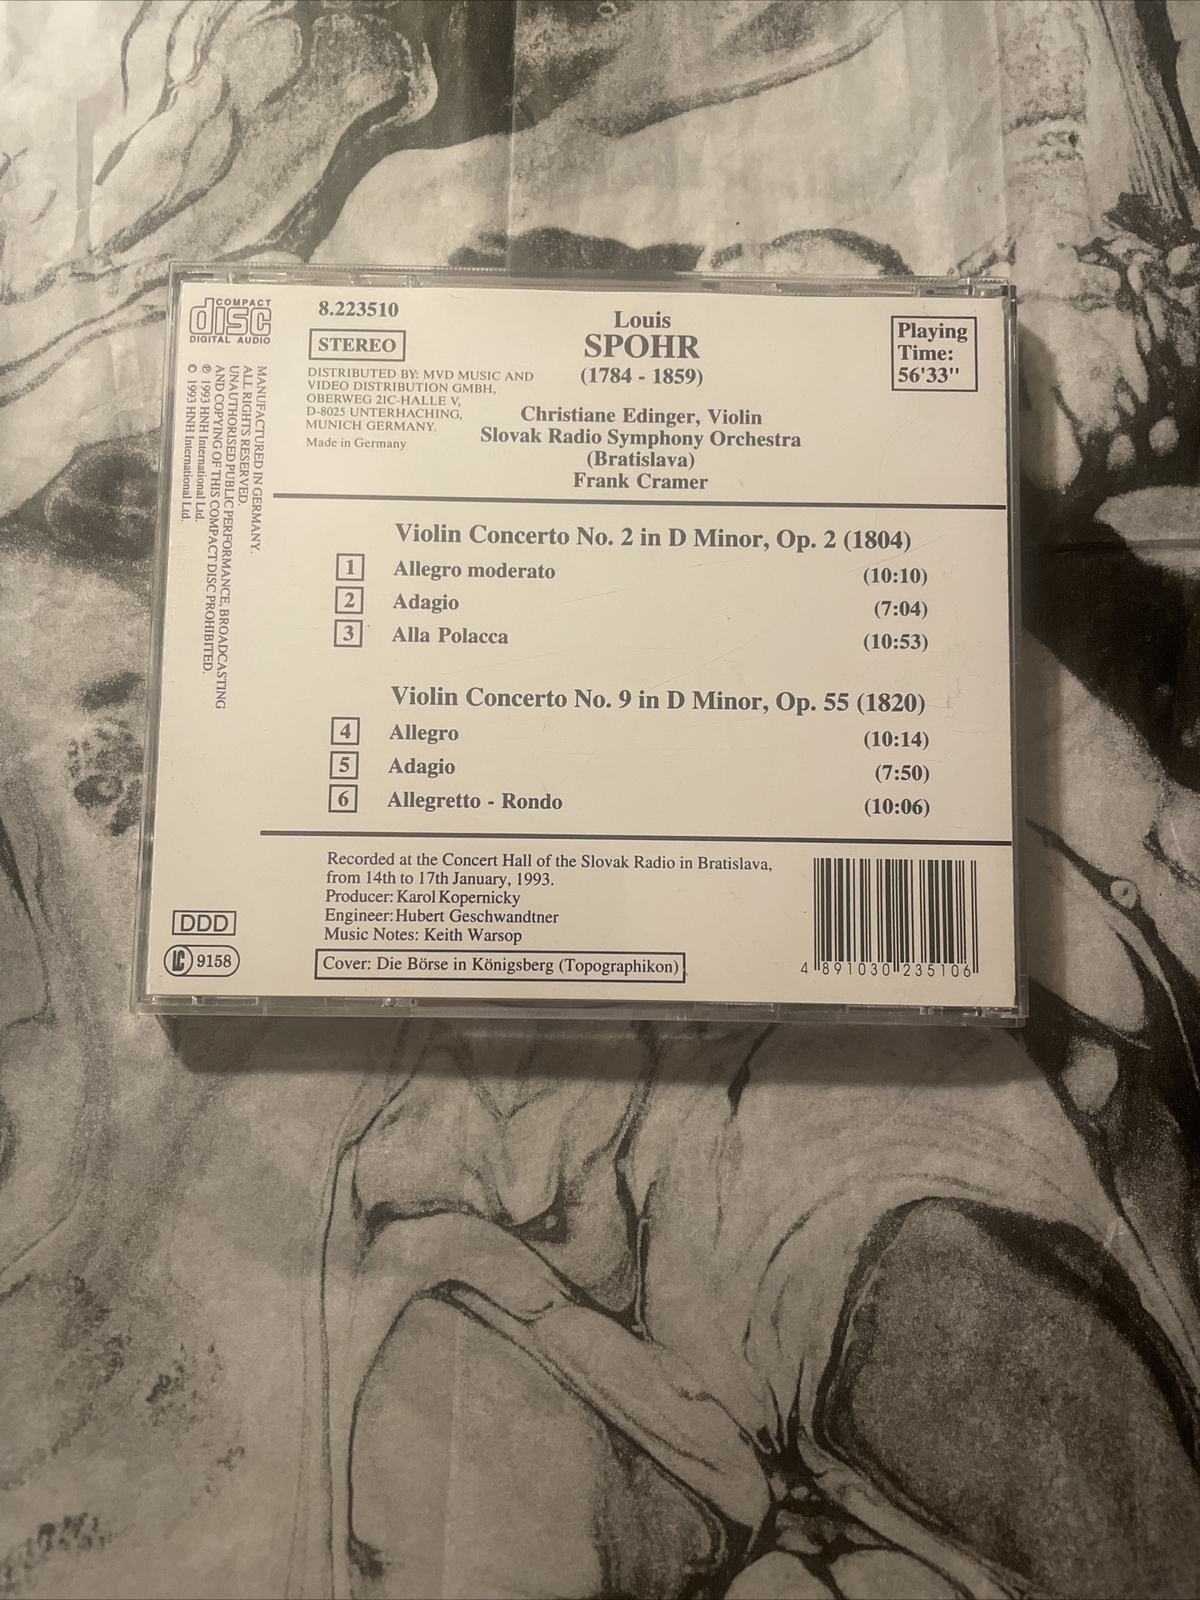 COMPACT
disc
DIGITAL AUDIO
8.223510
STEREO
DISTRIBUTED BY: MVD MUSIC AND
VIDEO DISTRIBUTION GMBH,
OBERWEG 21C-HALLE V,
D-8025 UNTERHACHING,
MUNICH GERMANY.
Made in Germany
Louis
SPOHR
(1784 - 1859)
Christiane Edinger, Violin
Slovak Radio Symphony Orchestra
(Bratislava)
Frank Cramer
Playing
Time:
56'33"
MANUFACTURED IN GERMANY.
ALL RIGHTS RESERVED.
UNAUTHORISED PUBLIC PERFORMANCE, BROADCASTING
AND COPYING OF THIS COMPACT DISC PROHIBITED.
℗ 1993 HNH International Ltd.
© 1993 HNH International Ltd.
Violin Concerto No. 2 in D Minor, Op. 2 (1804)
1 Allegro moderato (10:10)
2 Adagio (7:04)
3 Alla Polacca (10:53)
Violin Concerto No. 9 in D Minor, Op. 55 (1820)
4 Allegro (10:14)
5 Adagio (7:50)
6 Allegretto - Rondo (10:06)
Recorded at the Concert Hall of the Slovak Radio in Bratislava,
from 14th to 17th January, 1993.
Producer: Karol Kopernicky
Engineer: Hubert Geschwandtner
Music Notes: Keith Warsop
Cover: Die Börse in Königsberg (Topographikon)
DDD
LC 9158
4 891030 235106